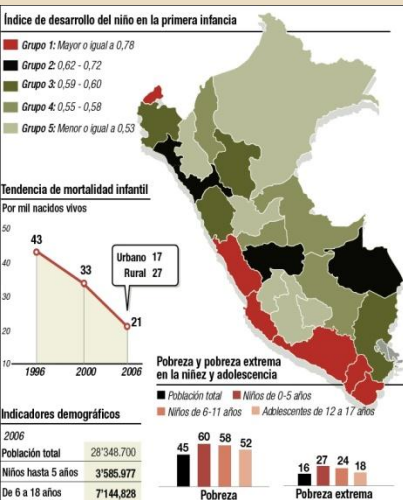 Índice de desarrollo del niño en la primera infancia
Grupo 1: Mayor o igual a 0,78
Grupo 2: 0,62 - 0,72
Grupo 3: 0,59 - 0,60
Grupo 4: 0,55 - 0,58
Grupo 5: Menor o igual a 0,53
Tendencia de mortalidad infantil
Por mil nacidos vivos
50
40
30
20
10
43
33
21
Urbano 17
Rural 27
1996 2000 2006
Pobreza y pobreza extrema
en la niñez y adolescencia
Población total Niños de 0-5 años
Niños de 6-11 años Adolescentes de 12 a 17 años
45 60 58 52
Pobreza
16 27 24 18
Pobreza extrema
Indicadores demográficos
2006
Población total 28'348.700
Niños hasta 5 años 3'585.977
De 6 a 18 años 7'144,828